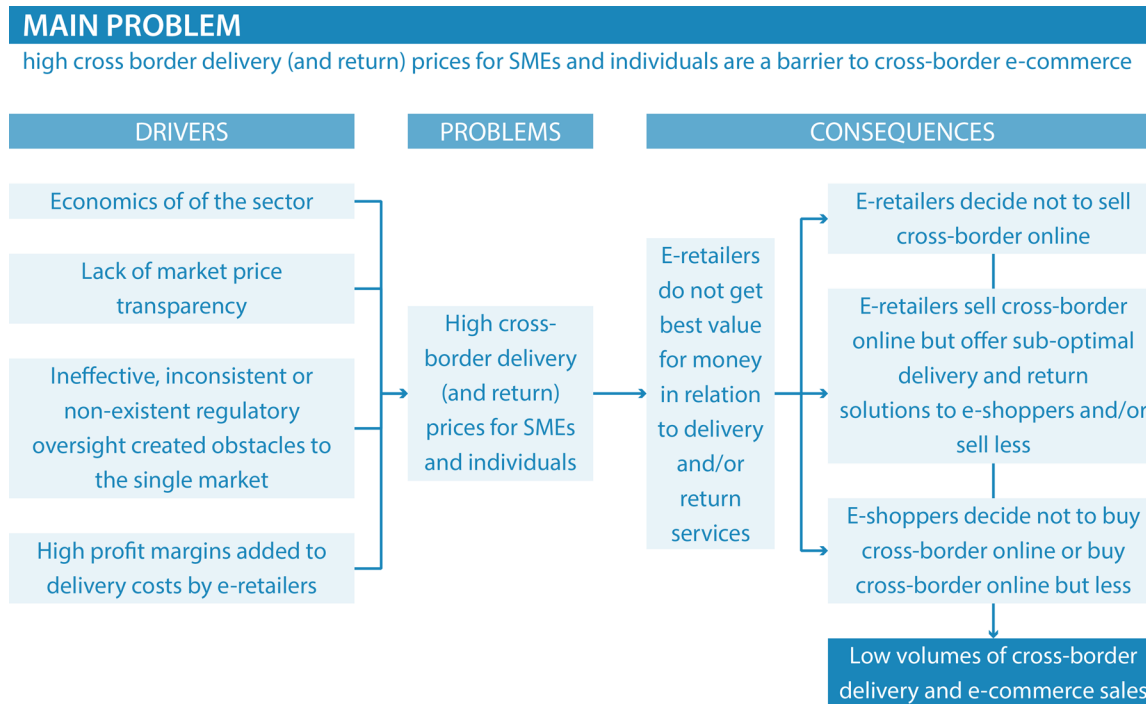 MAIN PROBLEM
high cross border delivery (and return) prices for SMEs and individuals are a barrier to cross-border e-commerce
DRIVERS
PROBLEMS
CONSEQUENCES
Economics of of the sector
Lack of market price
transparency
Ineffective, inconsistent or
non-existent regulatory
oversight created obstacles to
the single market
High profit margins added to
delivery costs by e-retailers
High cross-
border delivery
(and return)
prices for SMEs
and individuals
E-retailers
do not get
best value
for money
in relation
to delivery
and/or
return
services
E-retailers decide not to sell
cross-border online
E-retailers sell cross-border
online but offer sub-optimal
delivery and return
solutions to e-shoppers and/or
sell less
E-shoppers decide not to buy
cross-border online or buy
cross-border online but less
Low volumes of cross-border
delivery and e-commerce sales